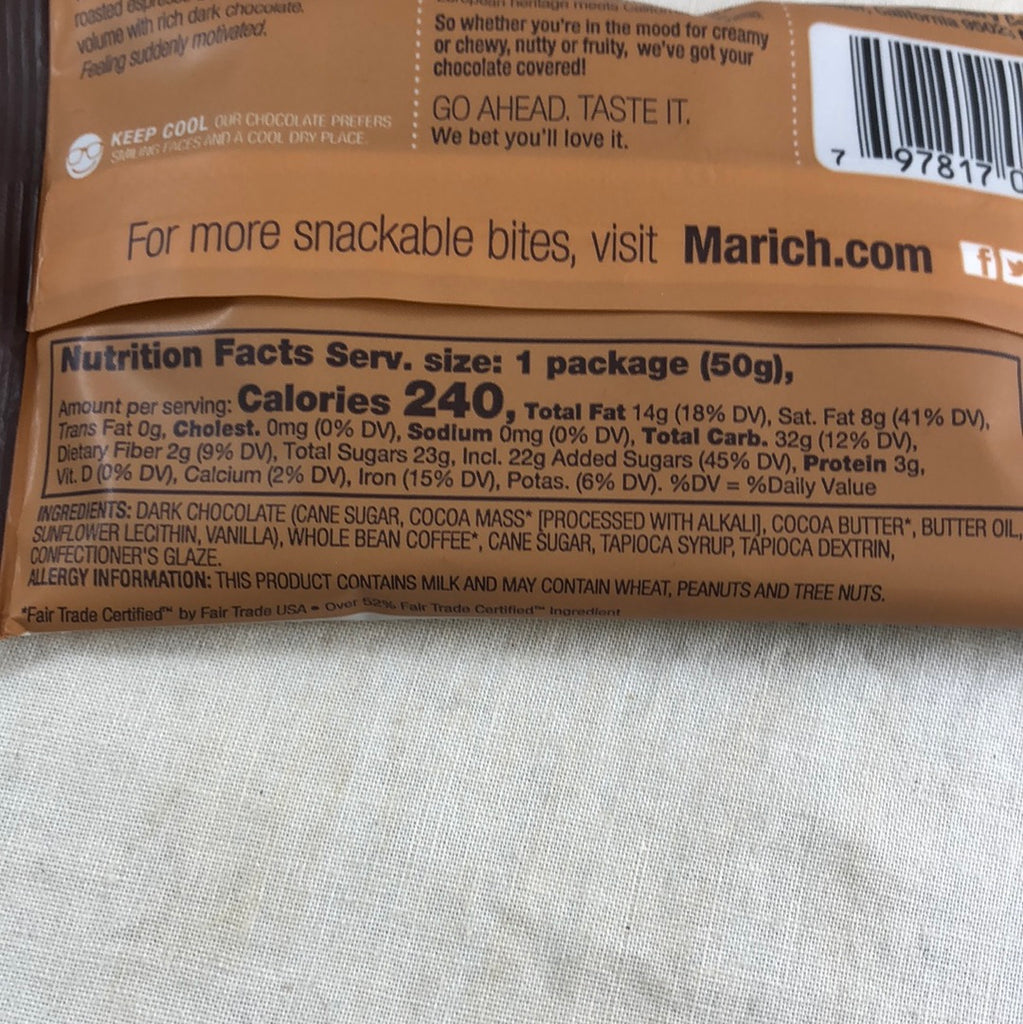 roasted
volume with rich dark chocolate.
Feeling suddenly motivated.
KEEP COOL OUR CHOCOLATE PREFERS
SMILING FACES AND A COOL DRY PLACE.
European heritage meets
So whether you're in the mood for creamy
or chewy, nutty or fruity, we've got your
chocolate covered!
GO AHEAD. TASTE IT.
We bet you'll love it.
California 95023
7 97817 0
For more snackable bites, visit Marich.com
Nutrition Facts Serv. size: 1 package (50g),
Amount per serving: Calories 240, Total Fat 14g (18% DV), Sat. Fat 8g (41% DV),
Trans Fat 0g, Cholest. 0mg (0% DV), Sodium 0mg (0% DV), Total Carb. 32g (12% DV),
Dietary Fiber 2g (9% DV), Total Sugars 23g, Incl. 22g Added Sugars (45% DV), Protein 3g,
Vit. D (0% DV), Calcium (2% DV), Iron (15% DV), Potas. (6% DV). %DV = %Daily Value
INGREDIENTS: DARK CHOCOLATE (CANE SUGAR, COCOA MASS* [PROCESSED WITH ALKALI], COCOA BUTTER*, BUTTER OIL,
SUNFLOWER LECITHIN, VANILLA), WHOLE BEAN COFFEE*, CANE SUGAR, TAPIOCA SYRUP, TAPIOCA DEXTRIN,
CONFECTIONER'S GLAZE.
ALLERGY INFORMATION: THIS PRODUCT CONTAINS MILK AND MAY CONTAIN WHEAT, PEANUTS AND TREE NUTS.
*Fair Trade Certified™ by Fair Trade USA • Over 52% Fair Trade Certified™ Ingredient